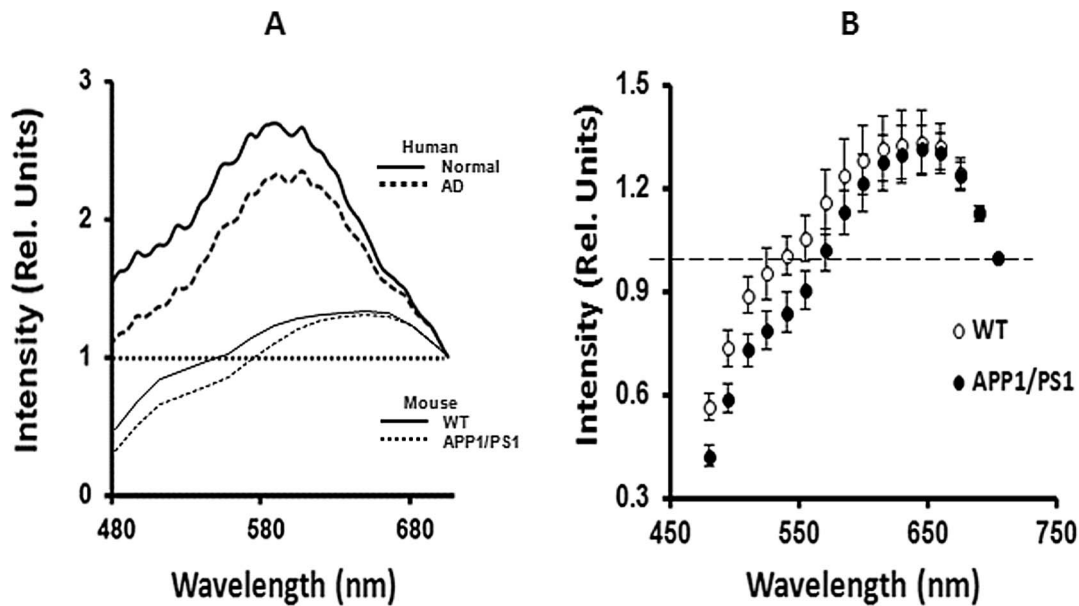 A
Intensity (Rel. Units)
3
2
1
0
Human
Normal
AD
Mouse
WT
APP1/PS1
480
580
680
Wavelength (nm)
B
Intensity (Rel. Units)
1.5
1.2
0.9
0.6
0.3
WT
APP1/PS1
450
550
650
750
Wavelength (nm)